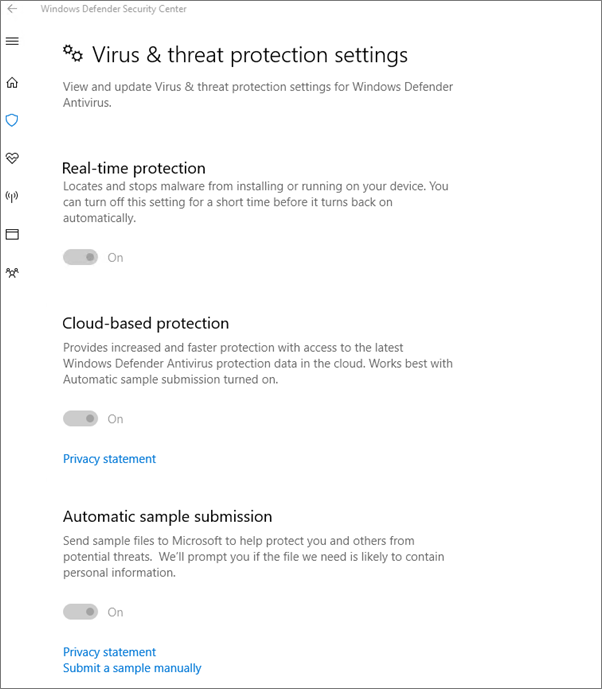 Windows Defender Security Center
Virus & threat protection settings
View and update Virus & threat protection settings for Windows Defender
Antivirus.
Real-time protection
Locates and stops malware from installing or running on your device. You
can turn off this setting for a short time before it turns back on
automatically.
On
Cloud-based protection
Provides increased and faster protection with access to the latest
Windows Defender Antivirus protection data in the cloud. Works best with
Automatic sample submission turned on.
On
Privacy statement
Automatic sample submission
Send sample files to Microsoft to help protect you and others from
potential threats. We'll prompt you if the file we need is likely to contain
personal information.
On
Privacy statement
Submit a sample manually